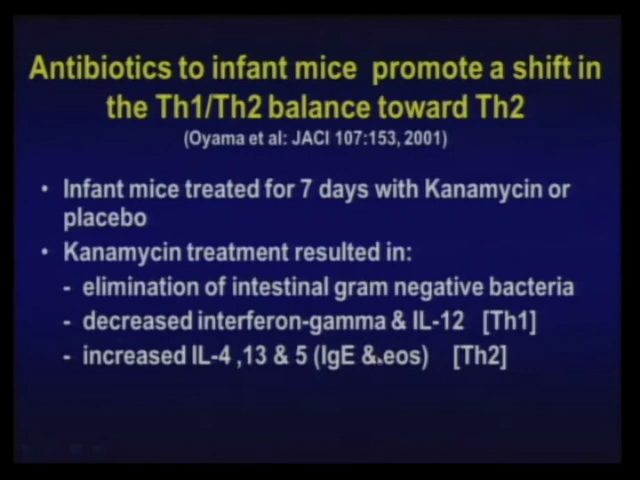 Antibiotics to infant mice promote a shift in
the Th1/Th2 balance toward Th2
(Oyama et al: JACI 107:153, 2001)
• Infant mice treated for 7 days with Kanamycin or
placebo
• Kanamycin treatment resulted in:
- elimination of intestinal gram negative bacteria
- decreased interferon-gamma & IL-12 [Th1]
- increased IL-4 ,13 & 5 (IgE & eos) [Th2]